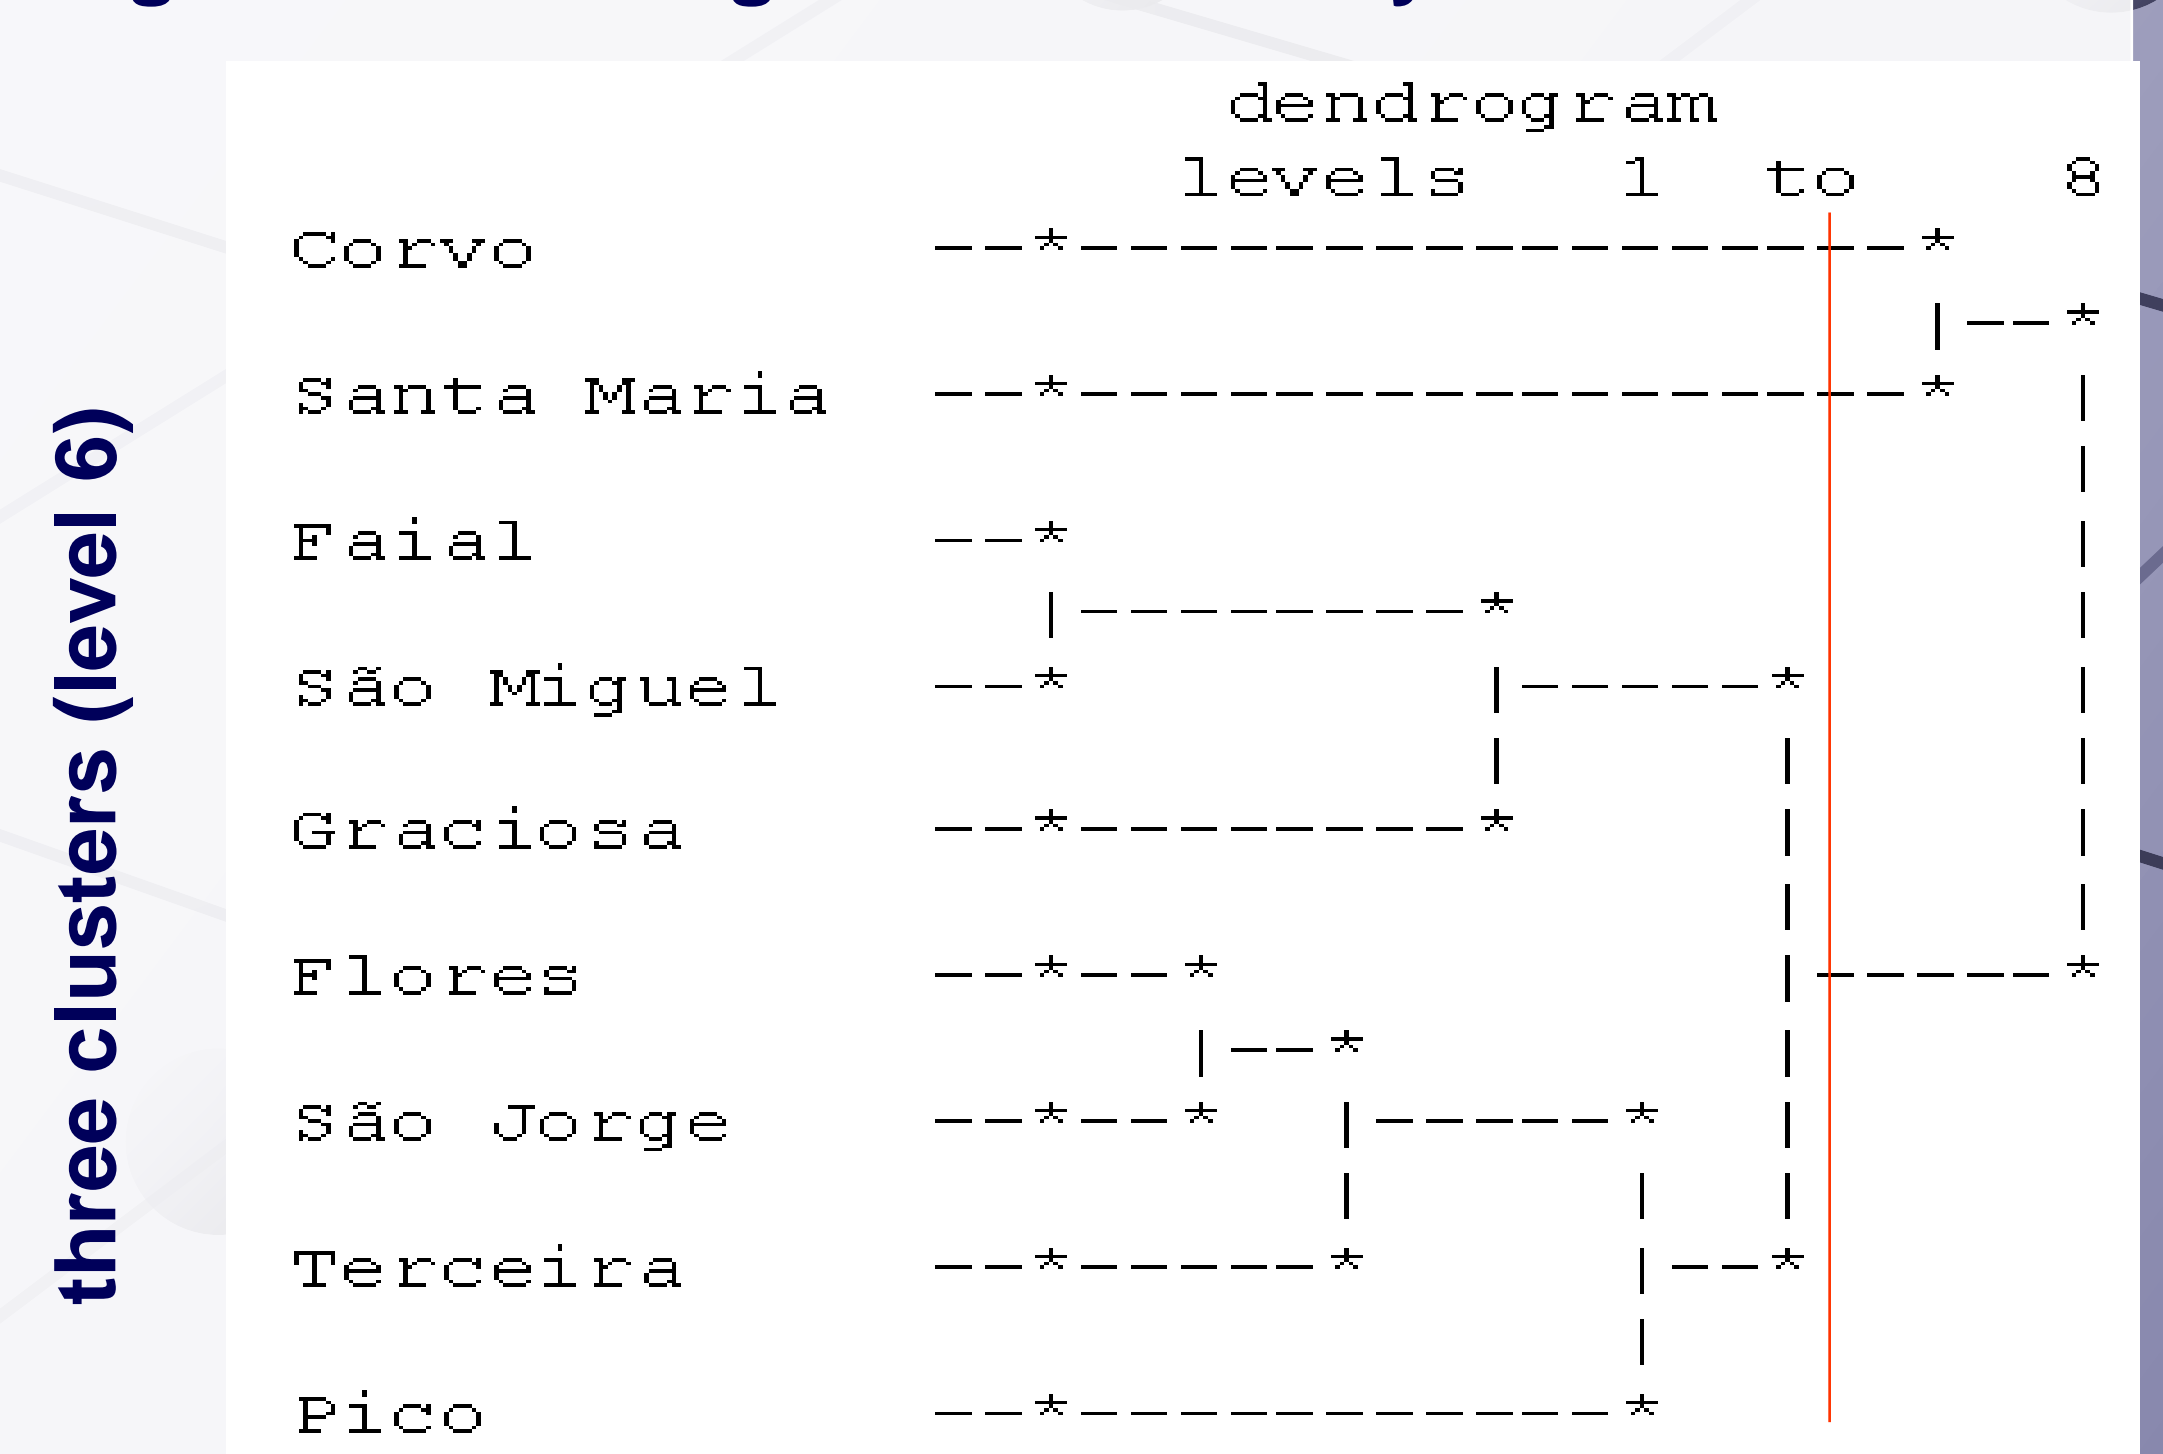 dendrogram
levels 1 to 8
Corvo
Santa Maria
Faial
São Miguel
Graciosa
Flores
São Jorge
Terceira
Pico
three clusters (level 6)